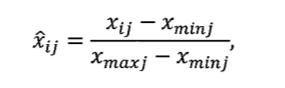 x̂ᵢⱼ = (xᵢⱼ − x_minj) / (x_maxj − x_minj),